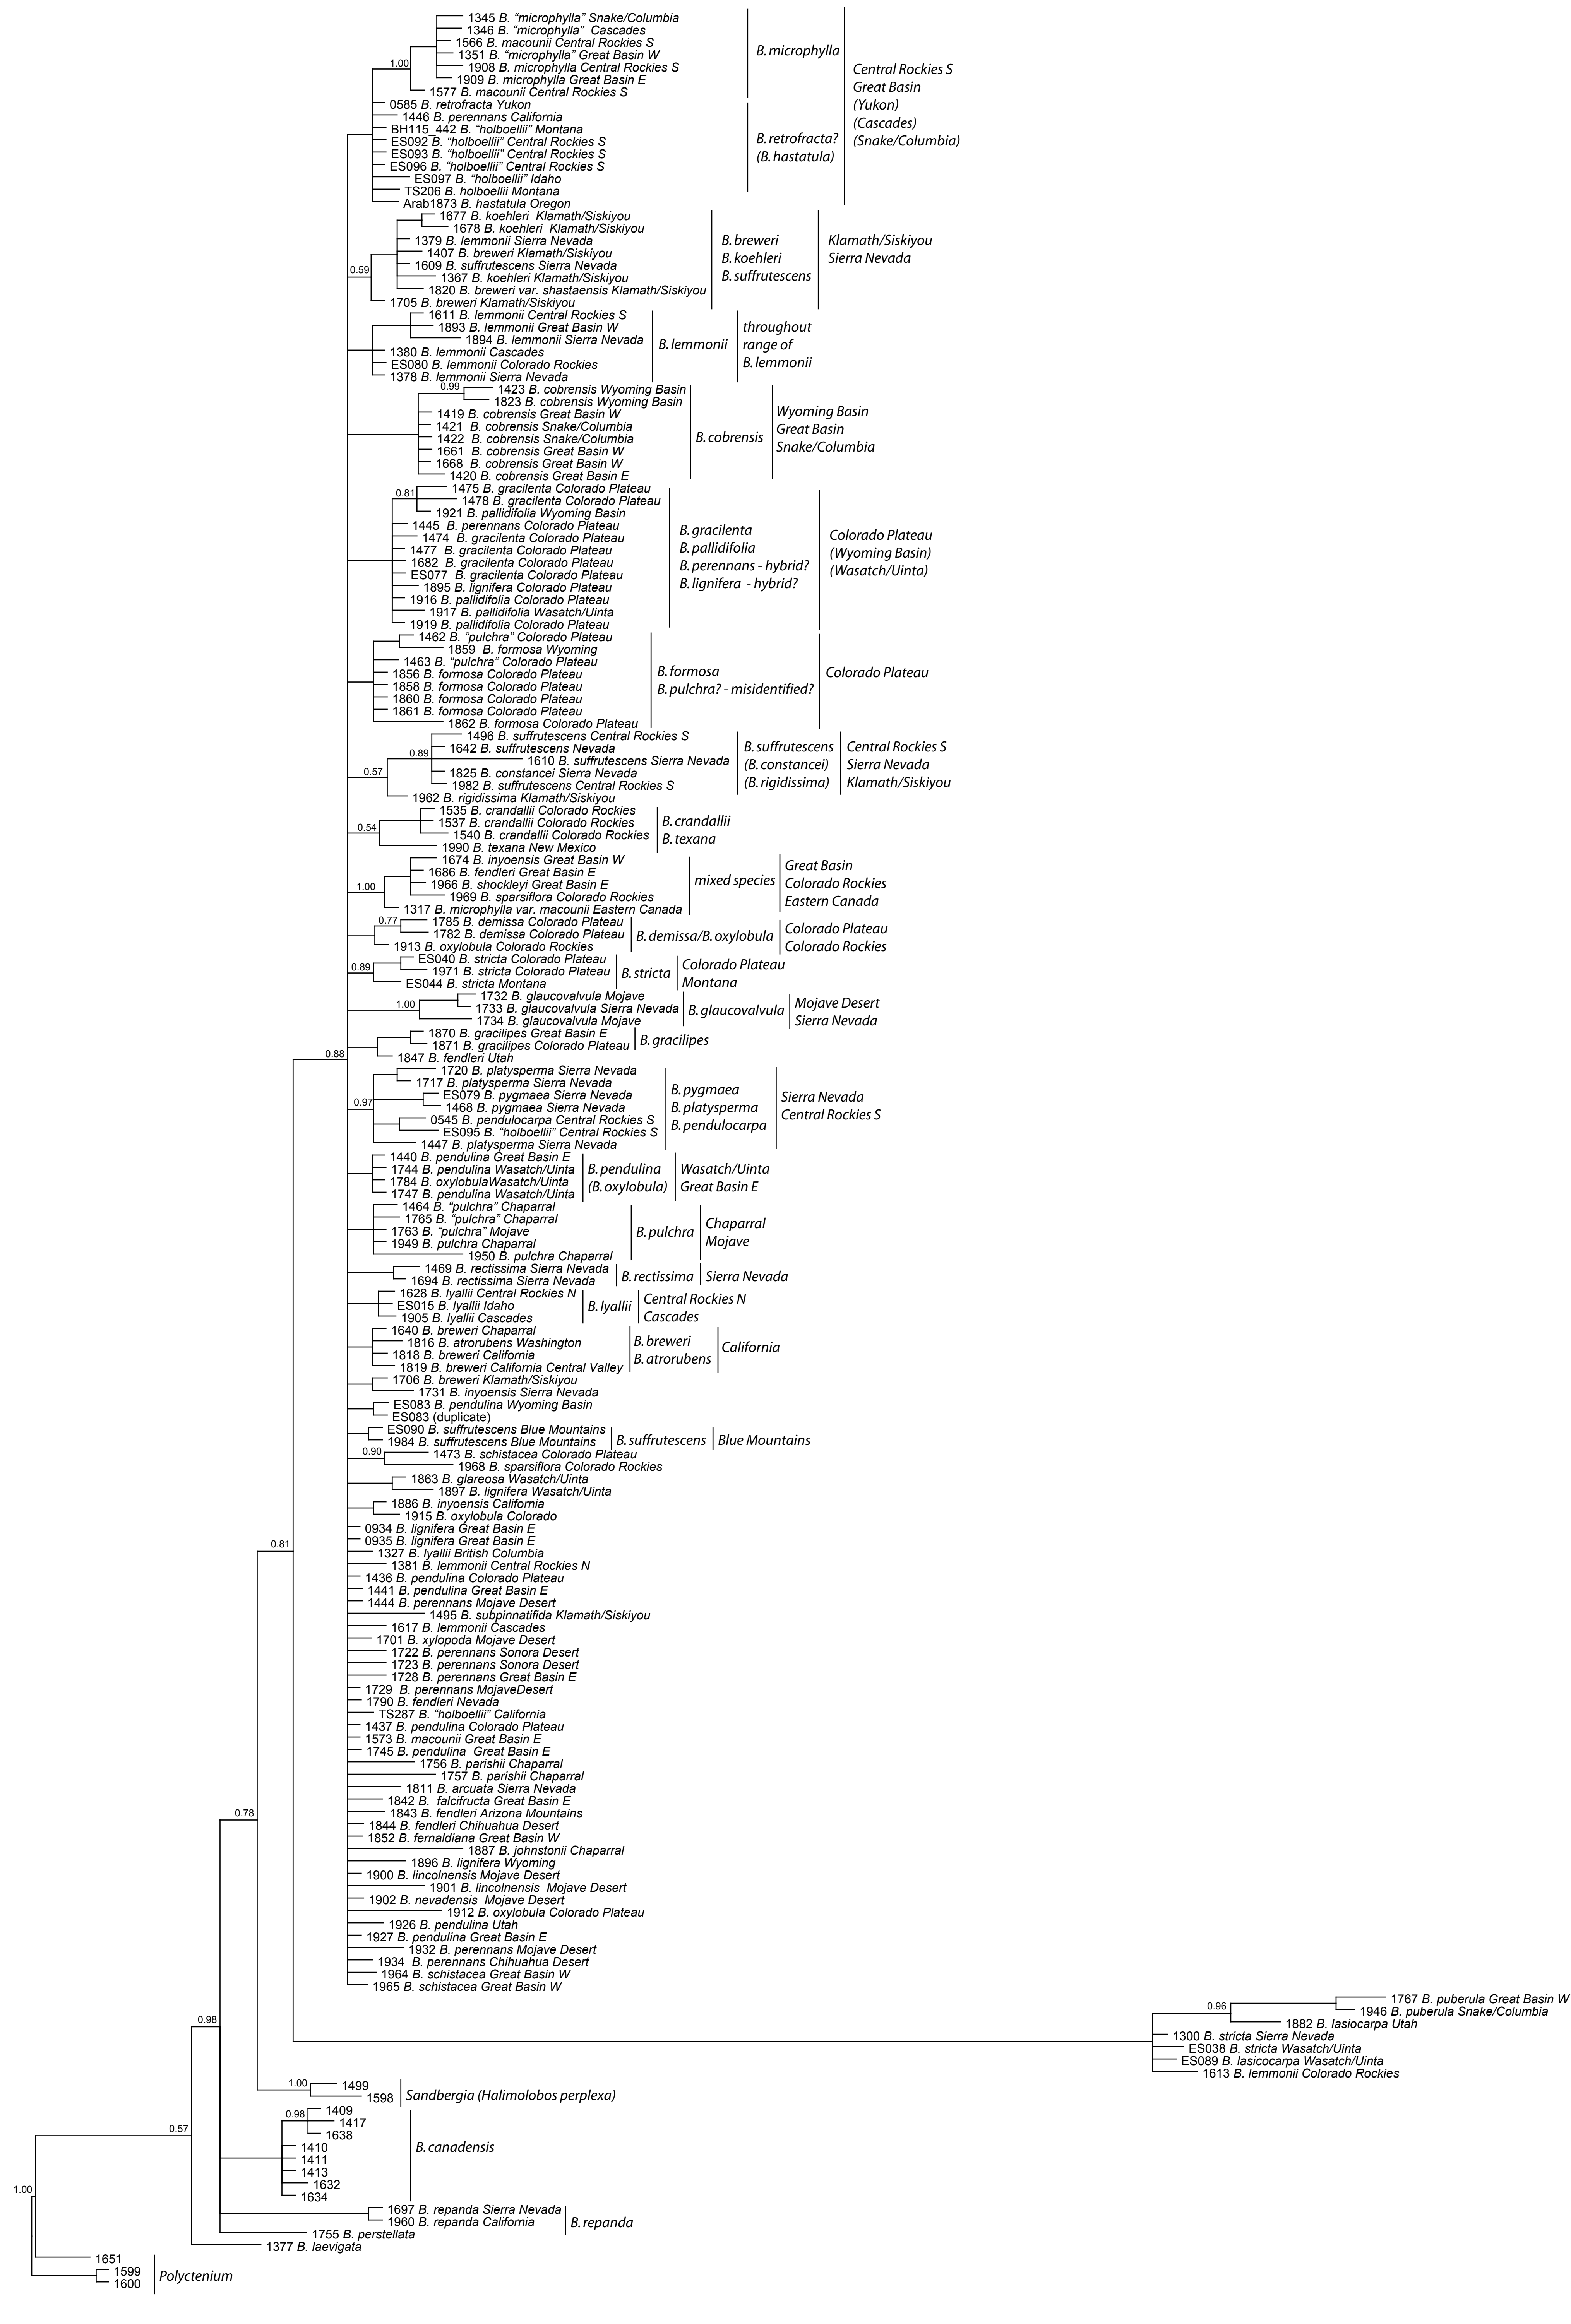 1345 B. “microphylla” Snake/Columbia
1346 B. “microphylla” Cascades
1566 B. macounii Central Rockies S
1351 B. “microphylla” Great Basin W
1908 B. microphylla Central Rockies S
1909 B. microphylla Great Basin E
1577 B. macounii Central Rockies S
1.00
B. microphylla
0585 B. retrofracta Yukon
1446 B. perennans California
BH115_442 B. “holboellii” Montana
ES092 B. “holboellii” Central Rockies S
ES093 B. “holboellii” Central Rockies S
ES096 B. “holboellii” Central Rockies S
ES097 B. “holboellii” Idaho
TS206 B. holboellii Montana
Arab1873 B. hastatula Oregon
B. retrofracta?
(B. hastatula)
Central Rockies S
Great Basin
(Yukon)
(Cascades)
(Snake/Columbia)
1677 B. koehleri Klamath/Siskiyou
1678 B. koehleri Klamath/Siskiyou
1379 B. lemmonii Sierra Nevada
1407 B. breweri Klamath/Siskiyou
1609 B. suffrutescens Sierra Nevada
1367 B. koehleri Klamath/Siskiyou
1820 B. breweri var. shastaensis Klamath/Siskiyou
1705 B. breweri Klamath/Siskiyou
0.59
B. breweri
B. koehleri
B. suffrutescens
Klamath/Siskiyou
Sierra Nevada
1611 B. lemmonii Central Rockies S
1893 B. lemmonii Great Basin W
1894 B. lemmonii Sierra Nevada
1380 B. lemmonii Cascades
ES080 B. lemmonii Colorado Rockies
1378 B. lemmonii Sierra Nevada
B. lemmonii
throughout
range of
B. lemmonii
0.99
1423 B. cobrensis Wyoming Basin
1823 B. cobrensis Wyoming Basin
1419 B. cobrensis Great Basin W
1421 B. cobrensis Snake/Columbia
1422 B. cobrensis Snake/Columbia
1661 B. cobrensis Great Basin W
1668 B. cobrensis Great Basin W
1420 B. cobrensis Great Basin E
B. cobrensis
Wyoming Basin
Great Basin
Snake/Columbia
0.81
1475 B. gracilenta Colorado Plateau
1478 B. gracilenta Colorado Plateau
1921 B. pallidifolia Wyoming Basin
1445 B. perennans Colorado Plateau
1474 B. gracilenta Colorado Plateau
1477 B. gracilenta Colorado Plateau
1682 B. gracilenta Colorado Plateau
ES077 B. gracilenta Colorado Plateau
1895 B. lignifera Colorado Plateau
1916 B. pallidifolia Colorado Plateau
1917 B. pallidifolia Wasatch/Uinta
1919 B. pallidifolia Colorado Plateau
B. gracilenta
B. pallidifolia
B. perennans - hybrid?
B. lignifera - hybrid?
Colorado Plateau
(Wyoming Basin)
(Wasatch/Uinta)
1462 B. “pulchra” Colorado Plateau
1859 B. formosa Wyoming
1463 B. “pulchra” Colorado Plateau
1856 B. formosa Colorado Plateau
1858 B. formosa Colorado Plateau
1860 B. formosa Colorado Plateau
1861 B. formosa Colorado Plateau
1862 B. formosa Colorado Plateau
B. formosa
B. pulchra? - misidentified?
Colorado Plateau
1496 B. suffrutescens Central Rockies S
1642 B. suffrutescens Nevada
1610 B. suffrutescens Sierra Nevada
1825 B. constancei Sierra Nevada
1982 B. suffrutescens Central Rockies S
1962 B. rigidissima Klamath/Siskiyou
0.89
0.57
B. suffrutescens
(B. constancei)
(B. rigidissima)
Central Rockies S
Sierra Nevada
Klamath/Siskiyou
1535 B. crandallii Colorado Rockies
1537 B. crandallii Colorado Rockies
1540 B. crandallii Colorado Rockies
1990 B. texana New Mexico
0.54
B. crandallii
B. texana
1674 B. inyoensis Great Basin W
1686 B. fendleri Great Basin E
1966 B. shockleyi Great Basin E
1969 B. sparsiflora Colorado Rockies
1317 B. microphylla var. macounii Eastern Canada
1.00
mixed species
Great Basin
Colorado Rockies
Eastern Canada
0.77
1785 B. demissa Colorado Plateau
1782 B. demissa Colorado Plateau
1913 B. oxylobula Colorado Rockies
B. demissa/B. oxylobula
Colorado Plateau
Colorado Rockies
ES040 B. stricta Colorado Plateau
1971 B. stricta Colorado Plateau
ES044 B. stricta Montana
0.89
B. stricta
Colorado Plateau
Montana
1732 B. glaucovalvula Mojave
1733 B. glaucovalvula Sierra Nevada
1734 B. glaucovalvula Mojave
1.00
B. glaucovalvula
Mojave Desert
Sierra Nevada
1870 B. gracilipes Great Basin E
1871 B. gracilipes Colorado Plateau
1847 B. fendleri Utah
B. gracilipes
0.88
1720 B. platysperma Sierra Nevada
1717 B. platysperma Sierra Nevada
ES079 B. pygmaea Sierra Nevada
1468 B. pygmaea Sierra Nevada
0545 B. pendulocarpa Central Rockies S
ES095 B. “holboellii” Central Rockies S
1447 B. platysperma Sierra Nevada
0.97
B. pygmaea
B. platysperma
B. pendulocarpa
Sierra Nevada
Central Rockies S
1440 B. pendulina Great Basin E
1744 B. pendulina Wasatch/Uinta
1784 B. oxylobulaWasatch/Uinta
1747 B. pendulina Wasatch/Uinta
B. pendulina
(B. oxylobula)
Wasatch/Uinta
Great Basin E
1464 B. “pulchra” Chaparral
1765 B. “pulchra” Chaparral
1763 B. “pulchra” Mojave
1949 B. pulchra Chaparral
1950 B. pulchra Chaparral
B. pulchra
Chaparral
Mojave
1469 B. rectissima Sierra Nevada
1694 B. rectissima Sierra Nevada
B. rectissima
Sierra Nevada
1628 B. lyallii Central Rockies N
ES015 B. lyallii Idaho
1905 B. lyallii Cascades
B. lyallii
Central Rockies N
Cascades
1640 B. breweri Chaparral
1816 B. atrorubens Washington
1818 B. breweri California
1819 B. breweri California Central Valley
B. breweri
B. atrorubens
California
1706 B. breweri Klamath/Siskiyou
1731 B. inyoensis Sierra Nevada
ES083 B. pendulina Wyoming Basin
ES083 (duplicate)
ES090 B. suffrutescens Blue Mountains
1984 B. suffrutescens Blue Mountains
B. suffrutescens
Blue Mountains
0.90
1473 B. schistacea Colorado Plateau
1968 B. sparsiflora Colorado Rockies
1863 B. glareosa Wasatch/Uinta
1897 B. lignifera Wasatch/Uinta
1886 B. inyoensis California
1915 B. oxylobula Colorado
0934 B. lignifera Great Basin E
0935 B. lignifera Great Basin E
1327 B. lyallii British Columbia
1381 B. lemmonii Central Rockies N
1436 B. pendulina Colorado Plateau
1441 B. pendulina Great Basin E
1444 B. perennans Mojave Desert
1495 B. subpinnatifida Klamath/Siskiyou
1617 B. lemmonii Cascades
1701 B. xylopoda Mojave Desert
1722 B. perennans Sonora Desert
1723 B. perennans Sonora Desert
1728 B. perennans Great Basin E
1729 B. perennans MojaveDesert
1790 B. fendleri Nevada
TS287 B. “holboellii” California
1437 B. pendulina Colorado Plateau
1573 B. macounii Great Basin E
1745 B. pendulina Great Basin E
1756 B. parishii Chaparral
1757 B. parishii Chaparral
1811 B. arcuata Sierra Nevada
1842 B. falcifructa Great Basin E
1843 B. fendleri Arizona Mountains
1844 B. fendleri Chihuahua Desert
1852 B. fernaldiana Great Basin W
1887 B. johnstonii Chaparral
1896 B. lignifera Wyoming
1900 B. lincolnensis Mojave Desert
1901 B. lincolnensis Mojave Desert
1902 B. nevadensis Mojave Desert
1912 B. oxylobula Colorado Plateau
1926 B. pendulina Utah
1927 B. pendulina Great Basin E
1932 B. perennans Mojave Desert
1934 B. perennans Chihuahua Desert
1964 B. schistacea Great Basin W
1965 B. schistacea Great Basin W
0.81
0.96
1767 B. puberula Great Basin W
1946 B. puberula Snake/Columbia
1882 B. lasiocarpa Utah
1300 B. stricta Sierra Nevada
ES038 B. stricta Wasatch/Uinta
ES089 B. lasicocarpa Wasatch/Uinta
1613 B. lemmonii Colorado Rockies
0.78
0.98
1.00
1499
1598
Sandbergia (Halimolobos perplexa)
0.98
1409
1417
1638
1410
1411
1413
1632
1634
B. canadensis
0.57
1697 B. repanda Sierra Nevada
1960 B. repanda California
B. repanda
1755 B. perstellata
1377 B. laevigata
1.00
1651
1599
1600
Polyctenium